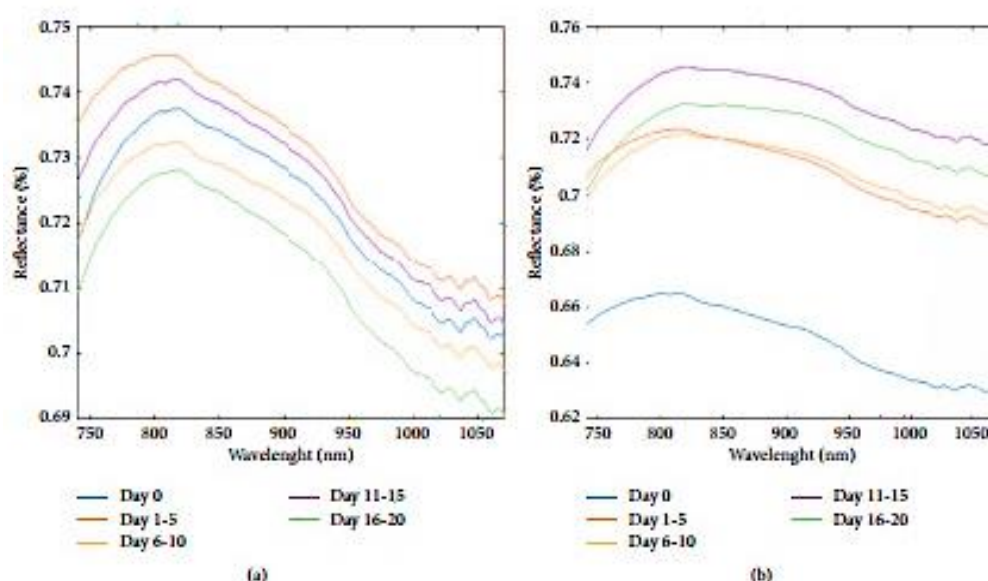 0.75
0.74
0.73
0.72
0.71
0.7
0.69
Reflectance (%)
750 800 850 900 950 1000 1050
Wavelenght (nm)
Day 0
Day 1-5
Day 6-10
Day 11-15
Day 16-20
(a)
0.76
0.74
0.72
0.7
0.68
0.66
0.64
0.62
Reflectance (%)
750 800 850 900 950 1000 1050
Wavelenght (nm)
Day 0
Day 1-5
Day 6-10
Day 11-15
Day 16-20
(b)